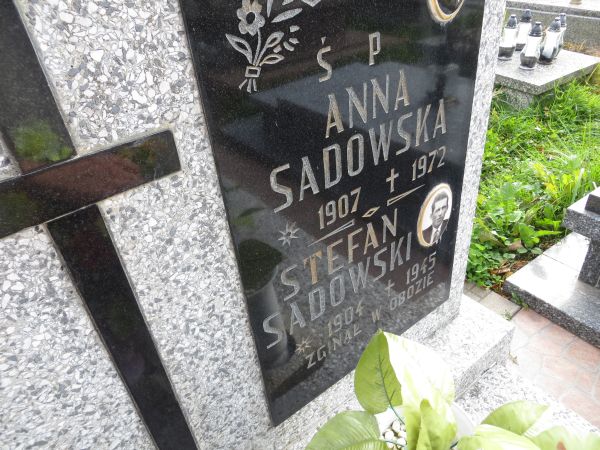 Ś P
ANNA
SADOWSKA
* 1907 † 1972
STEFAN
SADOWSKI
* 1904 † 1945
ZGINĄŁ W OBOZIE